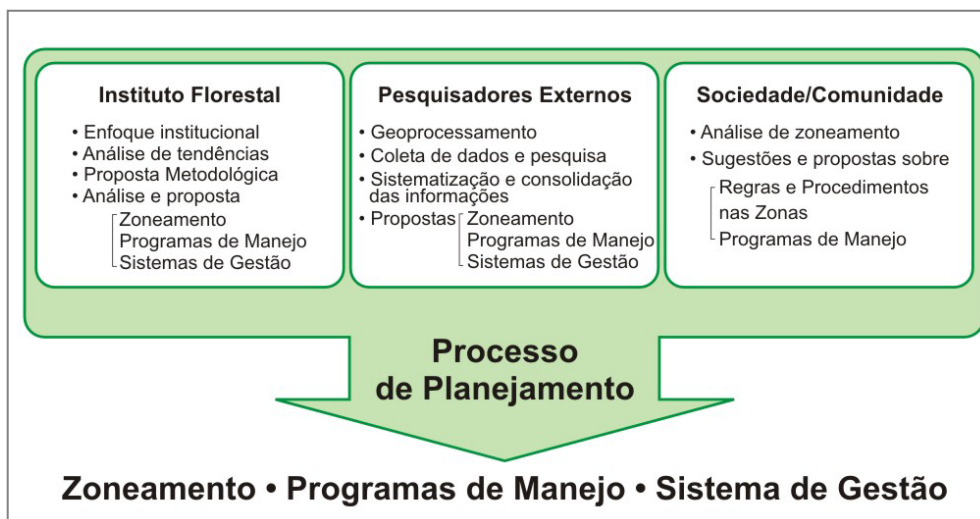 Instituto Florestal
• Enfoque institucional
• Análise de tendências
• Proposta Metodológica
• Análise e proposta
Zoneamento
Programas de Manejo
Sistemas de Gestão
Pesquisadores Externos
• Geoprocessamento
• Coleta de dados e pesquisa
• Sistematização e consolidação
das informações
• Propostas
Zoneamento
Programas de Manejo
Sistemas de Gestão
Sociedade/Comunidade
• Análise de zoneamento
• Sugestões e propostas sobre
Regras e Procedimentos
nas Zonas
Programas de Manejo
Processo
de Planejamento
Zoneamento • Programas de Manejo • Sistema de Gestão